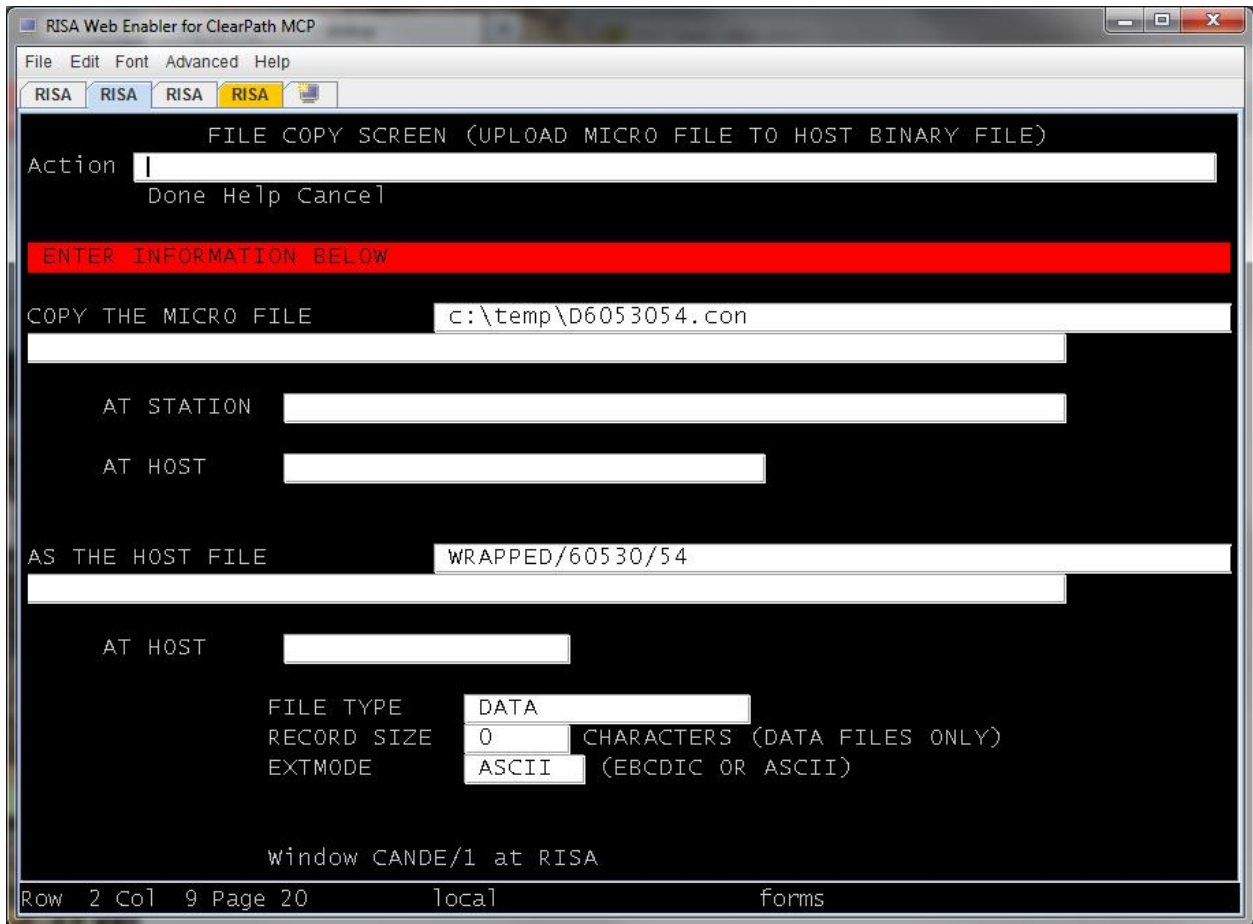 RISA Web Enabler for ClearPath MCP
File Edit Font Advanced Help
RISA RISA RISA RISA
FILE COPY SCREEN (UPLOAD MICRO FILE TO HOST BINARY FILE)
Action
Done Help Cancel
ENTER INFORMATION BELOW
COPY THE MICRO FILE c:\temp\D6053054.con
AT STATION
AT HOST
AS THE HOST FILE WRAPPED/60530/54
AT HOST
FILE TYPE DATA
RECORD SIZE 0 CHARACTERS (DATA FILES ONLY)
EXTMODE ASCII (EBCDIC OR ASCII)
Window CANDE/1 at RISA
Row 2 Col 9 Page 20 local forms